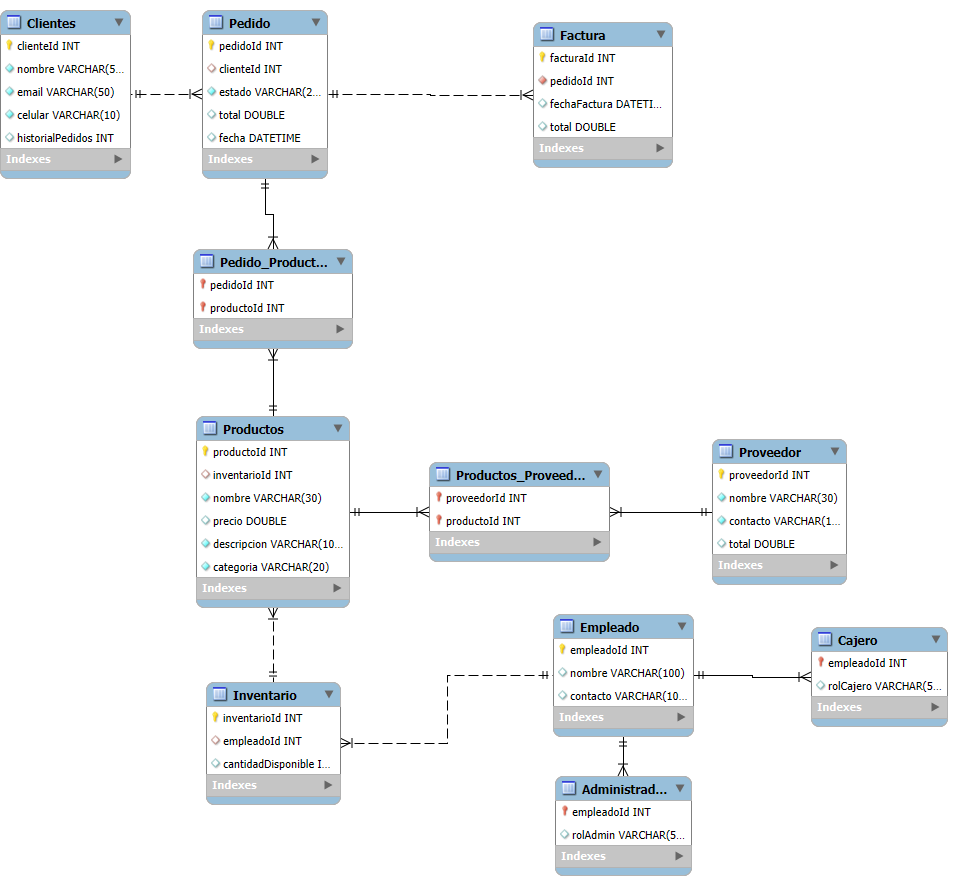 Clientes
clienteId INT
nombre VARCHAR(5...
email VARCHAR(50)
celular VARCHAR(10)
historialPedidos INT
Indexes
Pedido
pedidoId INT
clienteId INT
estado VARCHAR(2...
total DOUBLE
fecha DATETIME
Indexes
Factura
facturaId INT
pedidoId INT
fechaFactura DATETI...
total DOUBLE
Indexes
Pedido_Product...
pedidoId INT
productoId INT
Indexes
Productos
productoId INT
inventarioId INT
nombre VARCHAR(30)
precio DOUBLE
descripcion VARCHAR(10...
categoria VARCHAR(20)
Indexes
Productos_Proveed...
proveedorId INT
productoId INT
Indexes
Proveedor
proveedorId INT
nombre VARCHAR(30)
contacto VARCHAR(1...
total DOUBLE
Indexes
Inventario
inventarioId INT
empleadoId INT
cantidadDisponible I...
Indexes
Empleado
empleadoId INT
nombre VARCHAR(100)
contacto VARCHAR(10...
Indexes
Cajero
empleadoId INT
rolCajero VARCHAR(5...
Indexes
Administrad...
empleadoId INT
rolAdmin VARCHAR(5...
Indexes